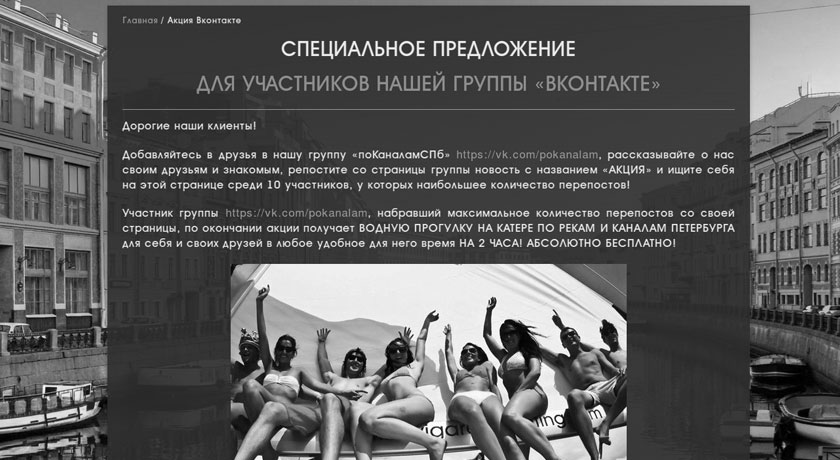 Главная / Акция Вконтакте
СПЕЦИАЛЬНОЕ ПРЕДЛОЖЕНИЕ
ДЛЯ УЧАСТНИКОВ НАШЕЙ ГРУППЫ «ВКОНТАКТЕ»
Дорогие наши клиенты!
Добавляйтесь в друзья в нашу группу «поКаналамСПб» https://vk.com/pokanalam, рассказывайте о нас
своим друзьям и знакомым, репостите со страницы группы новость с названием «АКЦИЯ» и ищите себя
на этой странице среди 10 участников, у которых наибольшее количество перепостов!
Участник группы https://vk.com/pokanalam, набравший максимальное количество перепостов со своей
страницы, по окончании акции получает ВОДНУЮ ПРОГУЛКУ НА КАТЕРЕ ПО РЕКАМ И КАНАЛАМ ПЕТЕРБУРГА
для себя и своих друзей в любое удобное для него время НА 2 ЧАСА! АБСОЛЮТНО БЕСПЛАТНО!